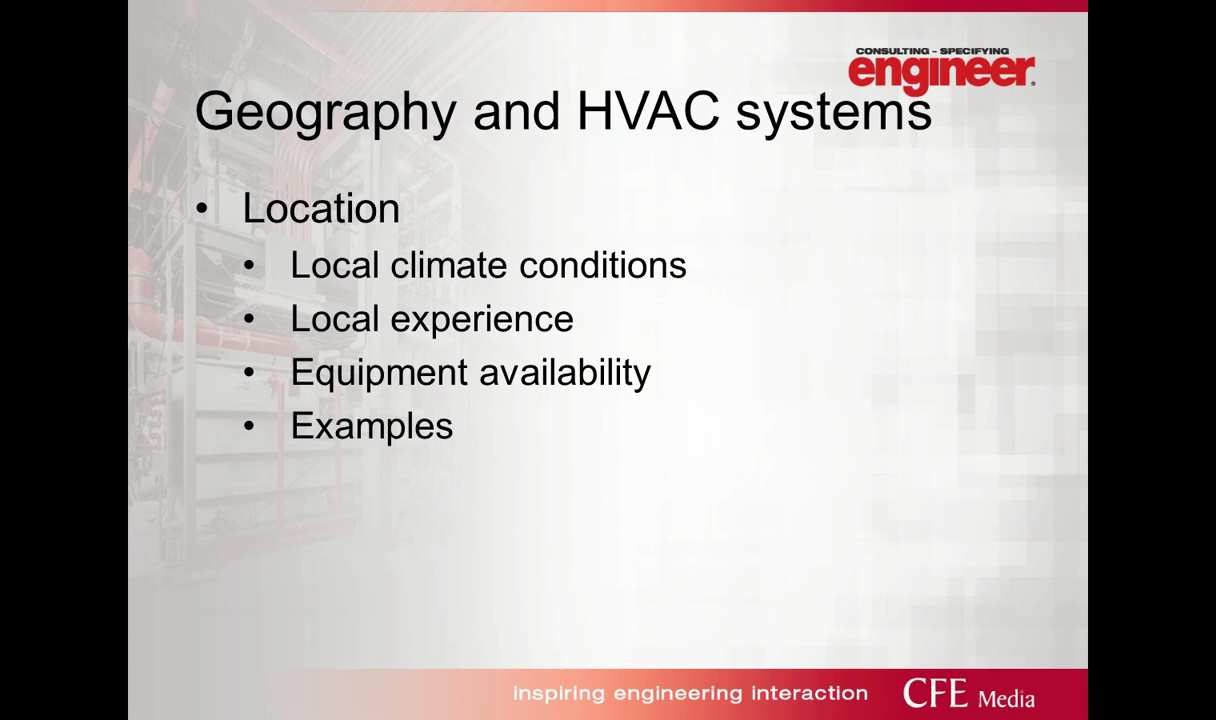 CONSULTING - SPECIFYING
engineer®
Geography and HVAC systems
• Location
• Local climate conditions
• Local experience
• Equipment availability
• Examples
inspiring engineering interaction
CFE Media